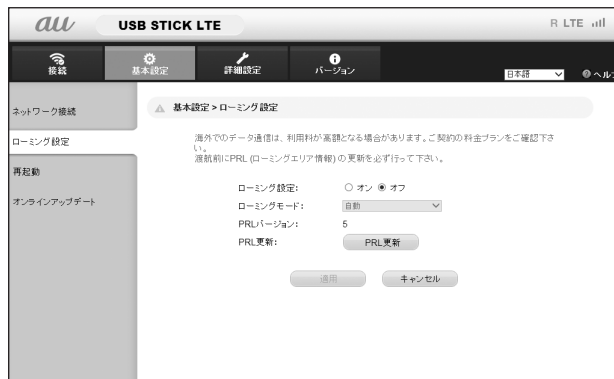 au USB STICK LTE R LTE
接続 基本設定 詳細設定 バージョン
日本語 ヘル
ネットワーク接続
ローミング設定
再起動
オンラインアップデート
基本設定 > ローミング設定
海外でのデータ通信は、利用料が高額となる場合があります。ご契約の料金プランをご確認下さ
い。
渡航前にPRL (ローミングエリア情報) の更新を必ず行って下さい。
ローミング設定: オン オフ
ローミングモード: 自動
PRLバージョン: 5
PRL更新: PRL更新
適用 キャンセル